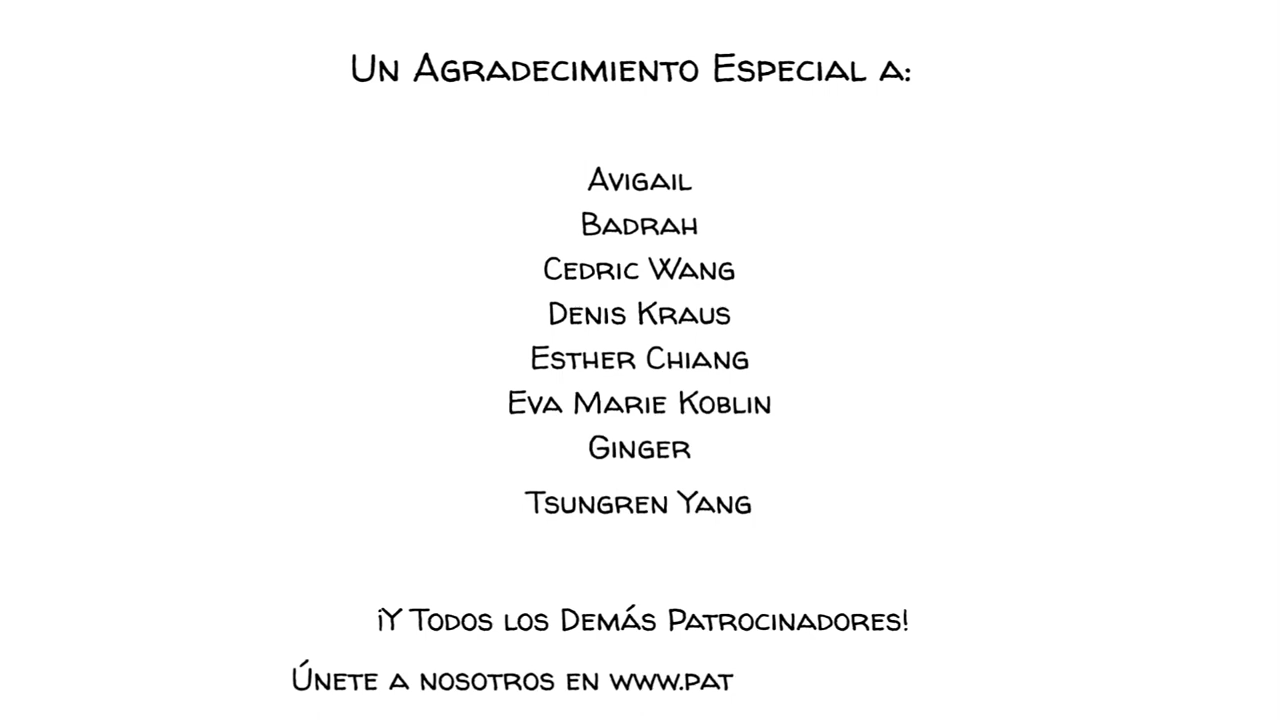 Un Agradecimiento Especial a:
Avigail
Badrah
Cedric Wang
Denis Kraus
Esther Chiang
Eva Marie Koblin
Ginger
Tsungren Yang
¡Y Todos los Demás Patrocinadores!
Únete a nosotros en www.pat